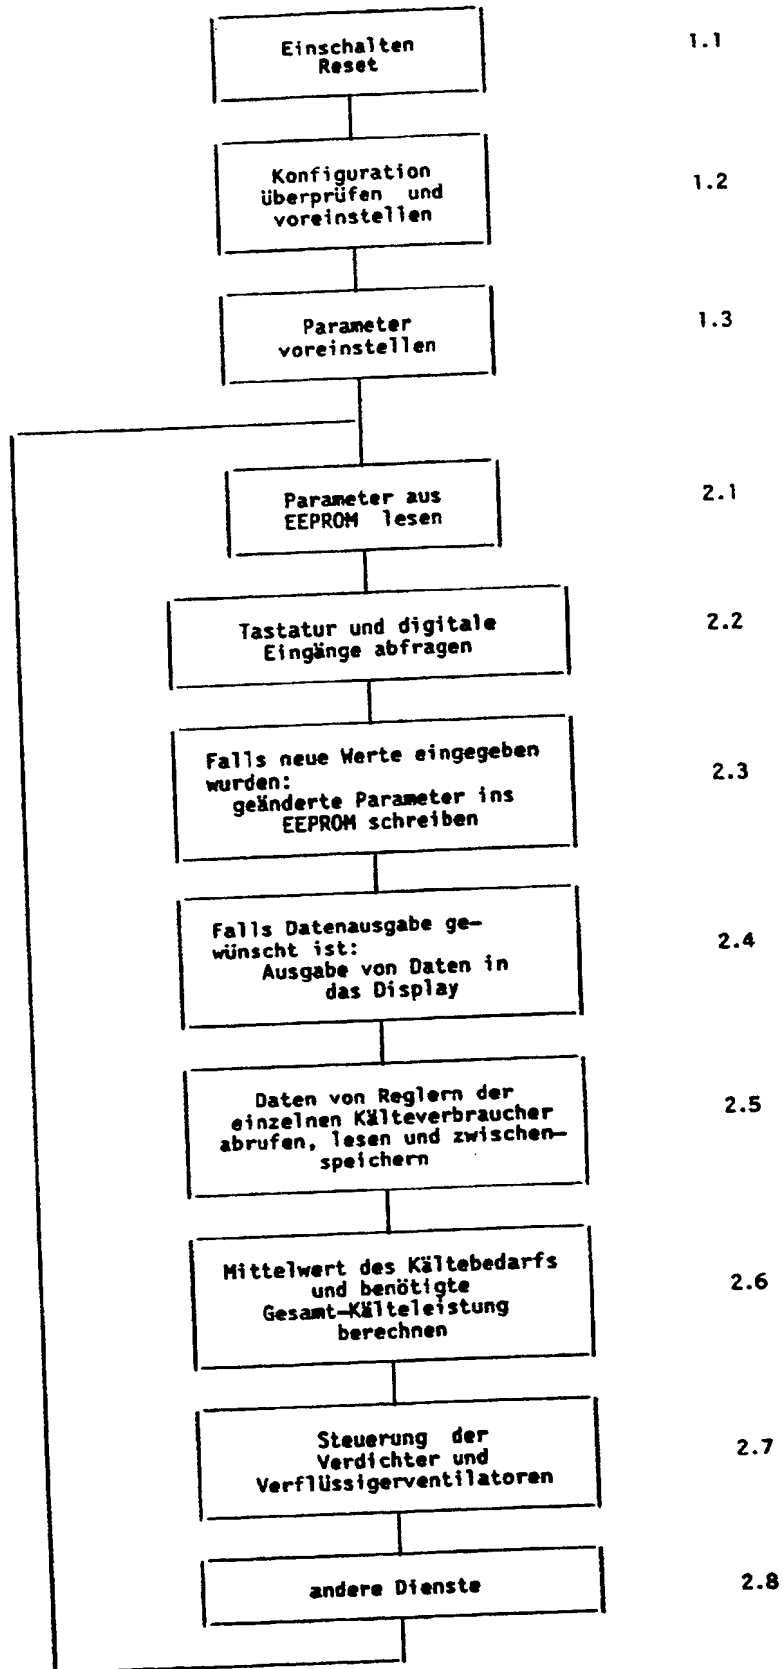 Einschalten
Reset
1.1
Konfiguration
überprüfen und
voreinstellen
1.2
Parameter
voreinstellen
1.3
Parameter aus
EEPROM lesen
2.1
Tastatur und digitale
Eingänge abfragen
2.2
Falls neue Werte eingegeben
wurden:
geänderte Parameter ins
EEPROM schreiben
2.3
Falls Datenausgabe ge-
wünscht ist:
Ausgabe von Daten in
das Display
2.4
Daten von Reglern der
einzelnen Kälteverbraucher
abrufen, lesen und zwischen-
speichern
2.5
Mittelwert des Kältebedarfs
und benötigte
Gesamt-Kälteleistung
berechnen
2.6
Steuerung der
Verdichter und
Verflüssigerventilatoren
2.7
andere Dienste
2.8